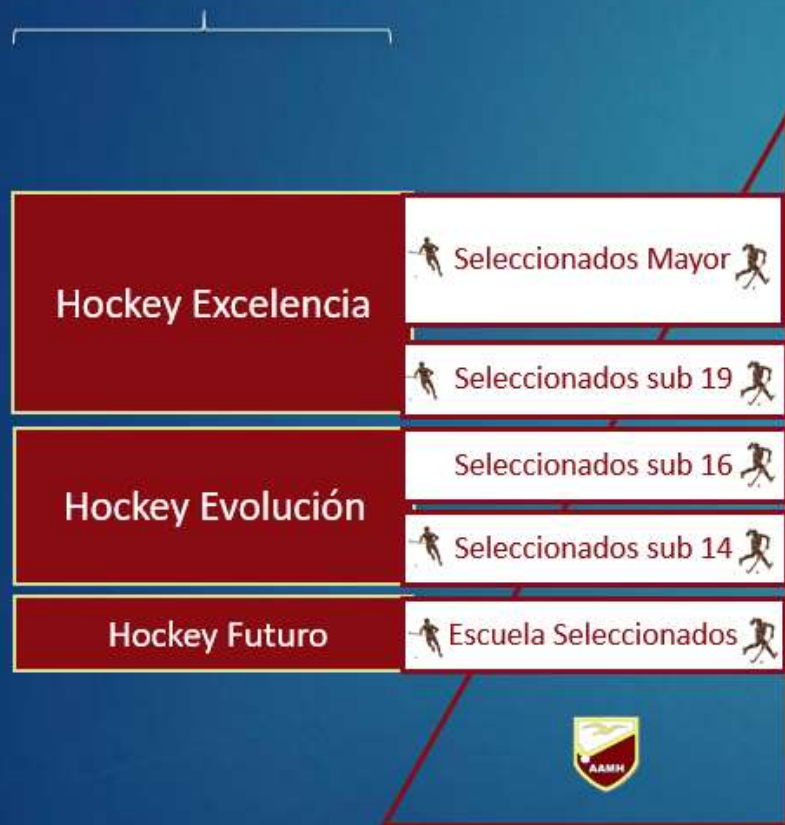 Hockey Excelencia
Seleccionados Mayor
Seleccionados sub 19
Hockey Evolución
Seleccionados sub 16
Seleccionados sub 14
Hockey Futuro
Escuela Seleccionados
AAMH